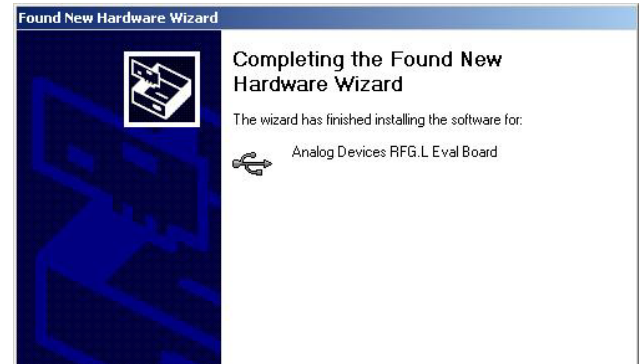 Found New Hardware Wizard
Completing the Found New
Hardware Wizard
The wizard has finished installing the software for:
Analog Devices RFG.L Eval Board